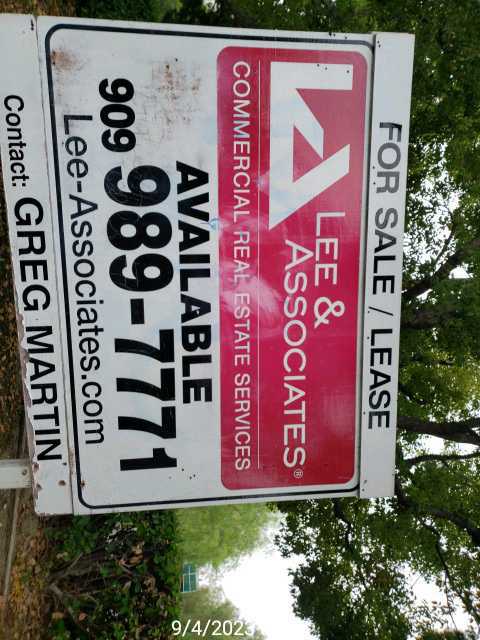 FOR SALE / LEASE
LEE &
ASSOCIATES®
COMMERCIAL REAL ESTATE SERVICES
AVAILABLE
909 989-7771
Lee-Associates.com
Contact: GREG MARTIN
9/4/2023